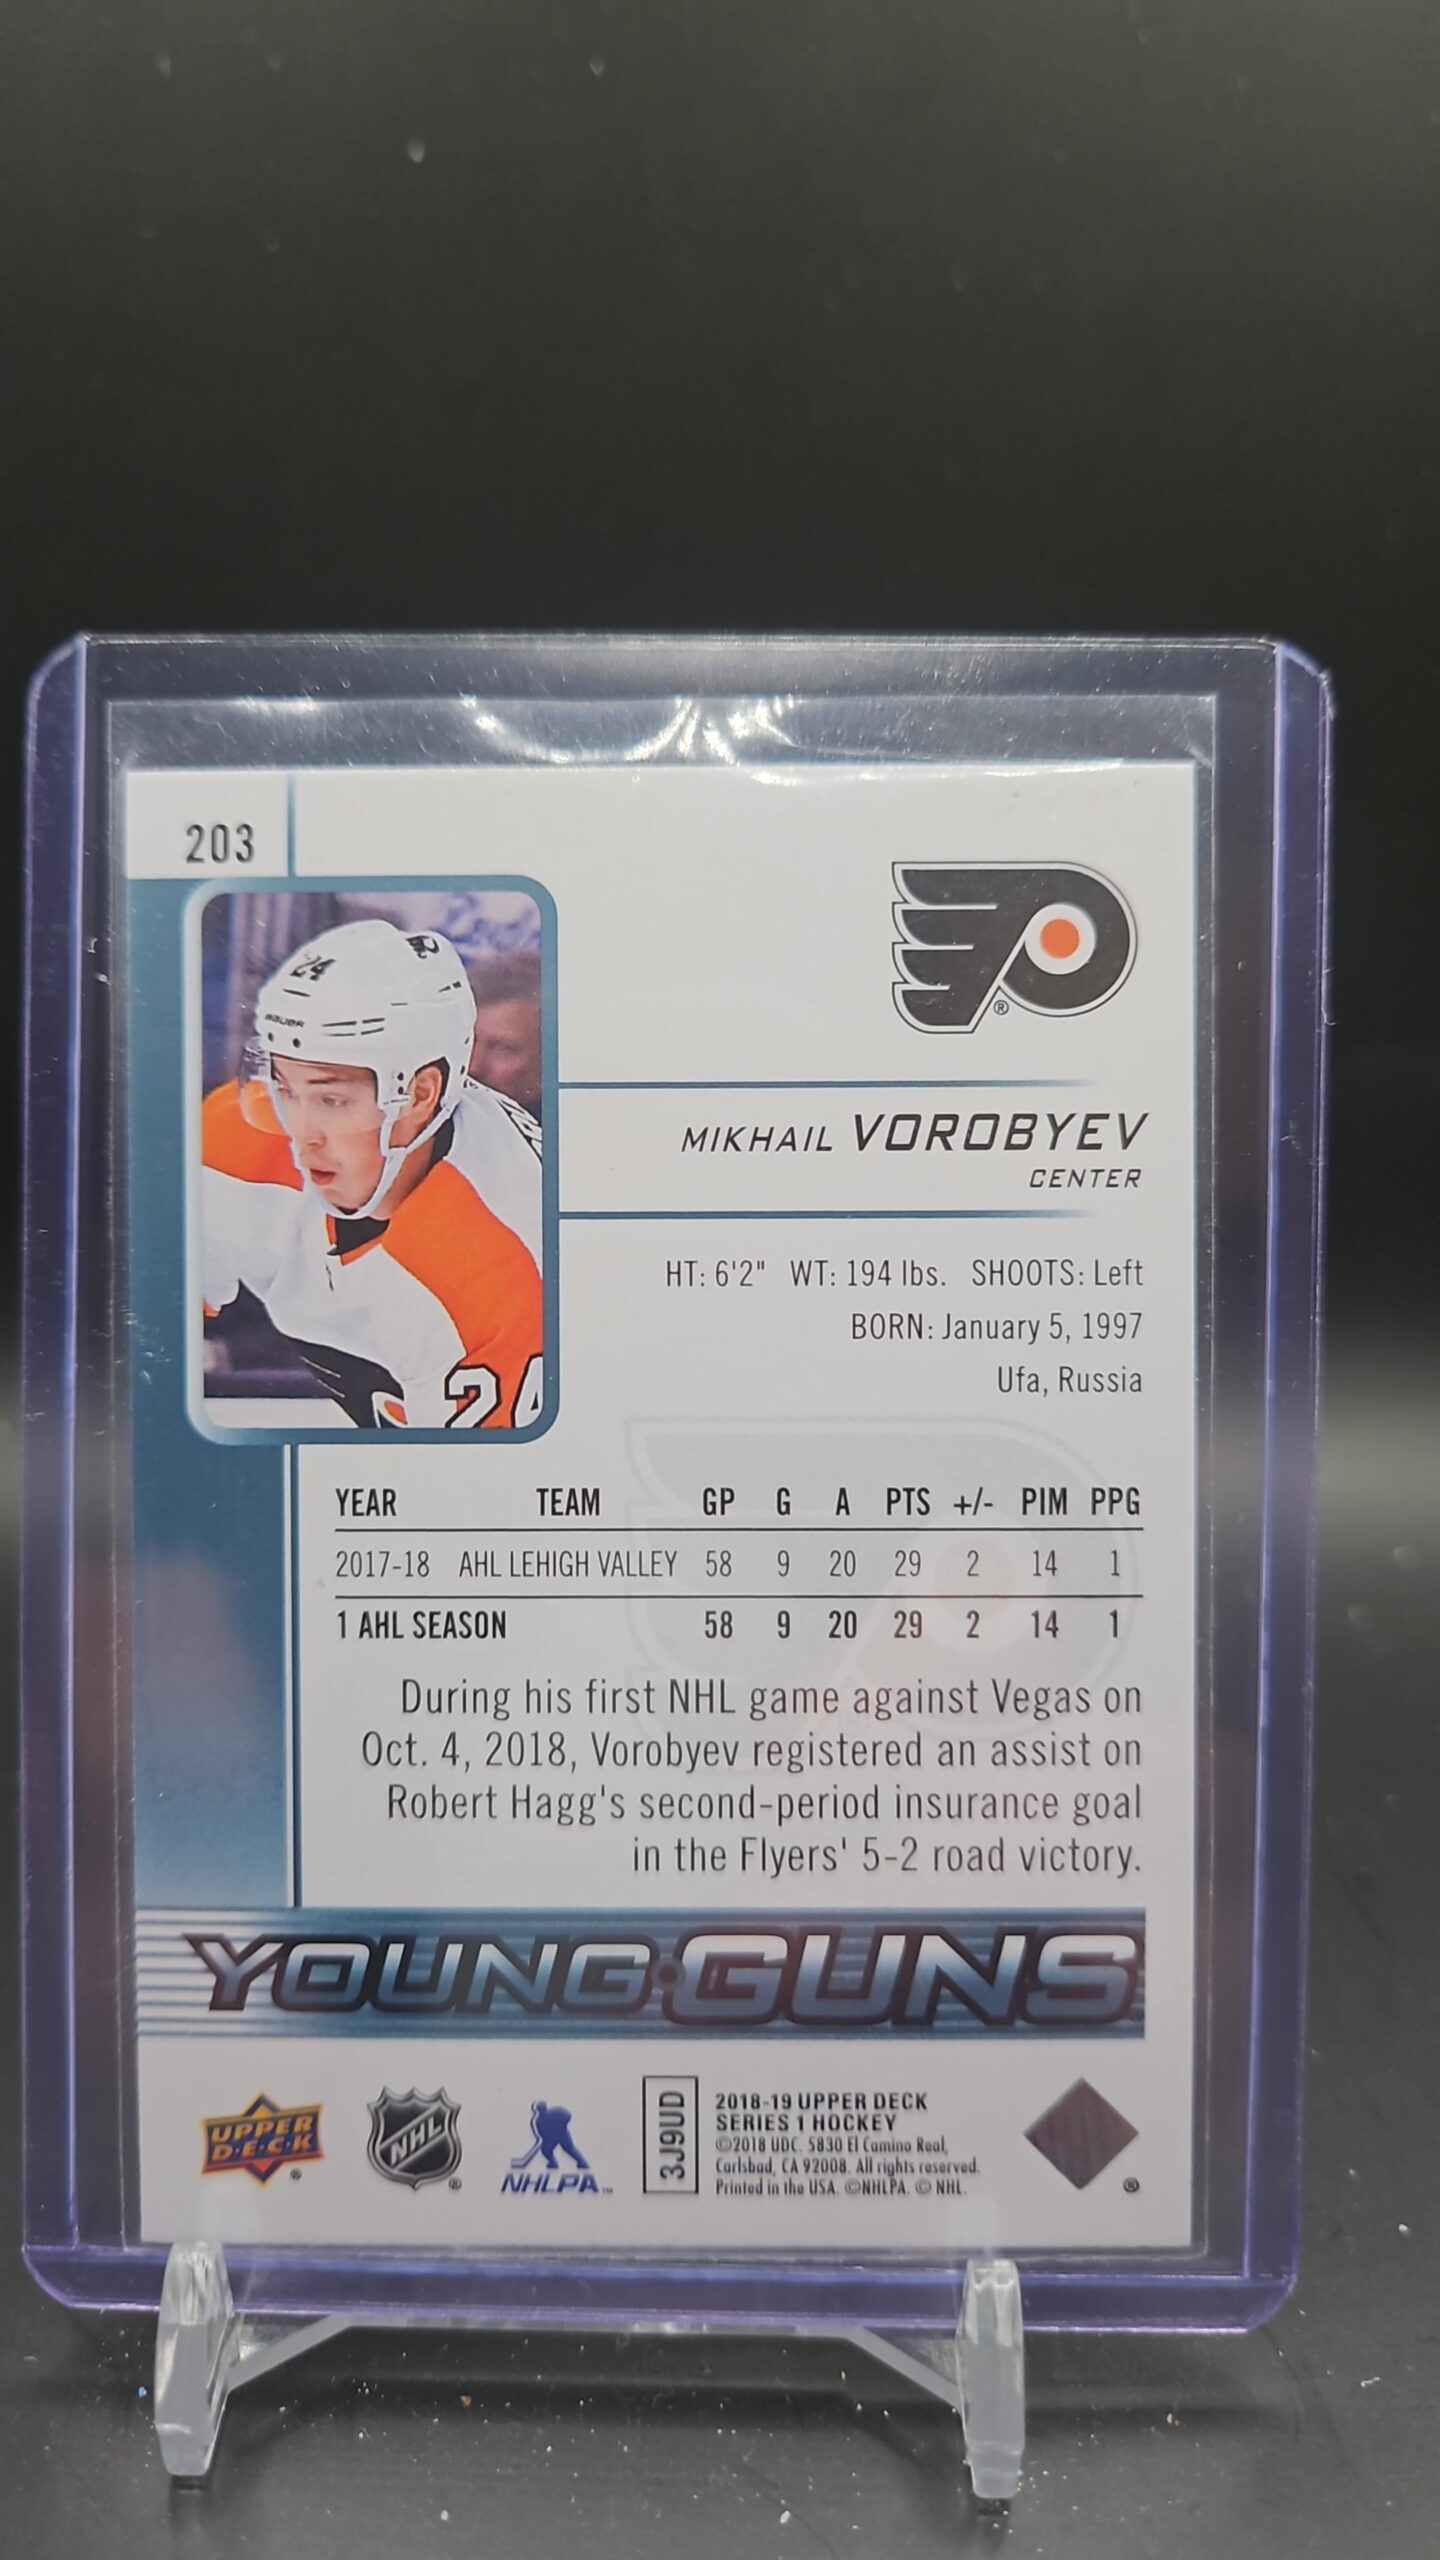 203
24
BAUER
®
MIKHAIL VOROBYEV
CENTER
HT: 6'2" WT: 194 lbs. SHOOTS: Left
BORN: January 5, 1997
Ufa, Russia
24
YEAR TEAM GP G A PTS +/- PIM PPG
2017-18 AHL LEHIGH VALLEY 58 9 20 29 2 14 1
1 AHL SEASON 58 9 20 29 2 14 1
During his first NHL game against Vegas on
Oct. 4, 2018, Vorobyev registered an assist on
Robert Hagg's second-period insurance goal
in the Flyers' 5-2 road victory.
YOUNG GUNS
UPPER
D·E·C·K
®
NHL
®
NHLPA™
3J9UD
2018-19 UPPER DECK
SERIES 1 HOCKEY
©2018 UDC. 5830 El Camino Real,
Carlsbad, CA 92008. All rights reserved.
Printed in the USA. ©NHLPA. © NHL.
®